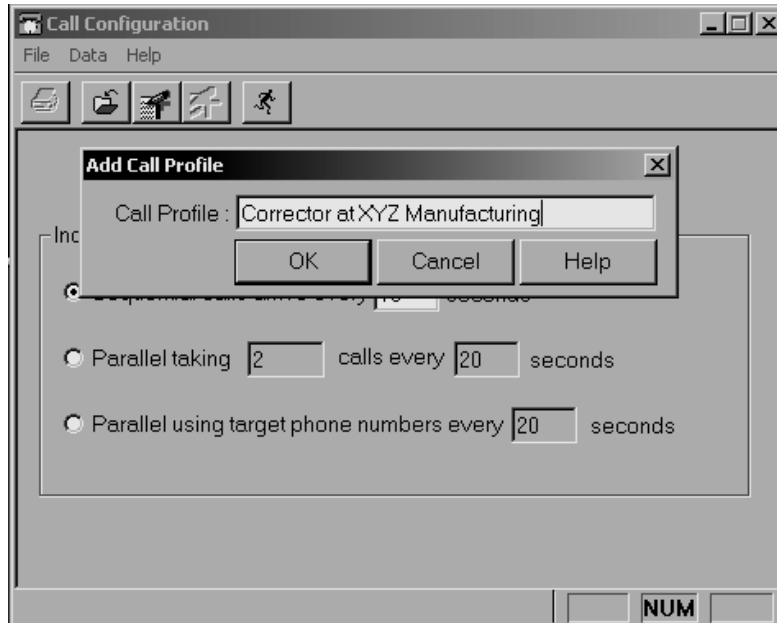 Call Configuration
File Data Help
Add Call Profile
Call Profile : Corrector at XYZ Manufacturing
OK Cancel Help
seconds
Parallel taking 2 calls every 20 seconds
Parallel using target phone numbers every 20 seconds
NUM